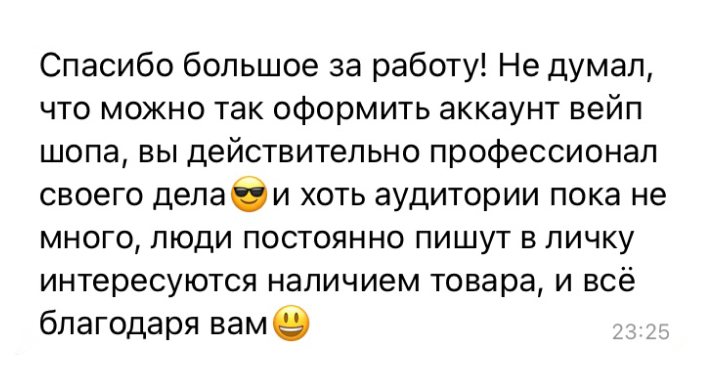 Спасибо большое за работу! Не думал,
что можно так оформить аккаунт вейп
шопа, вы действительно профессионал
своего дела😎и хоть аудитории пока не
много, люди постоянно пишут в личку
интересуются наличием товара, и всё
благодаря вам😃
23:25